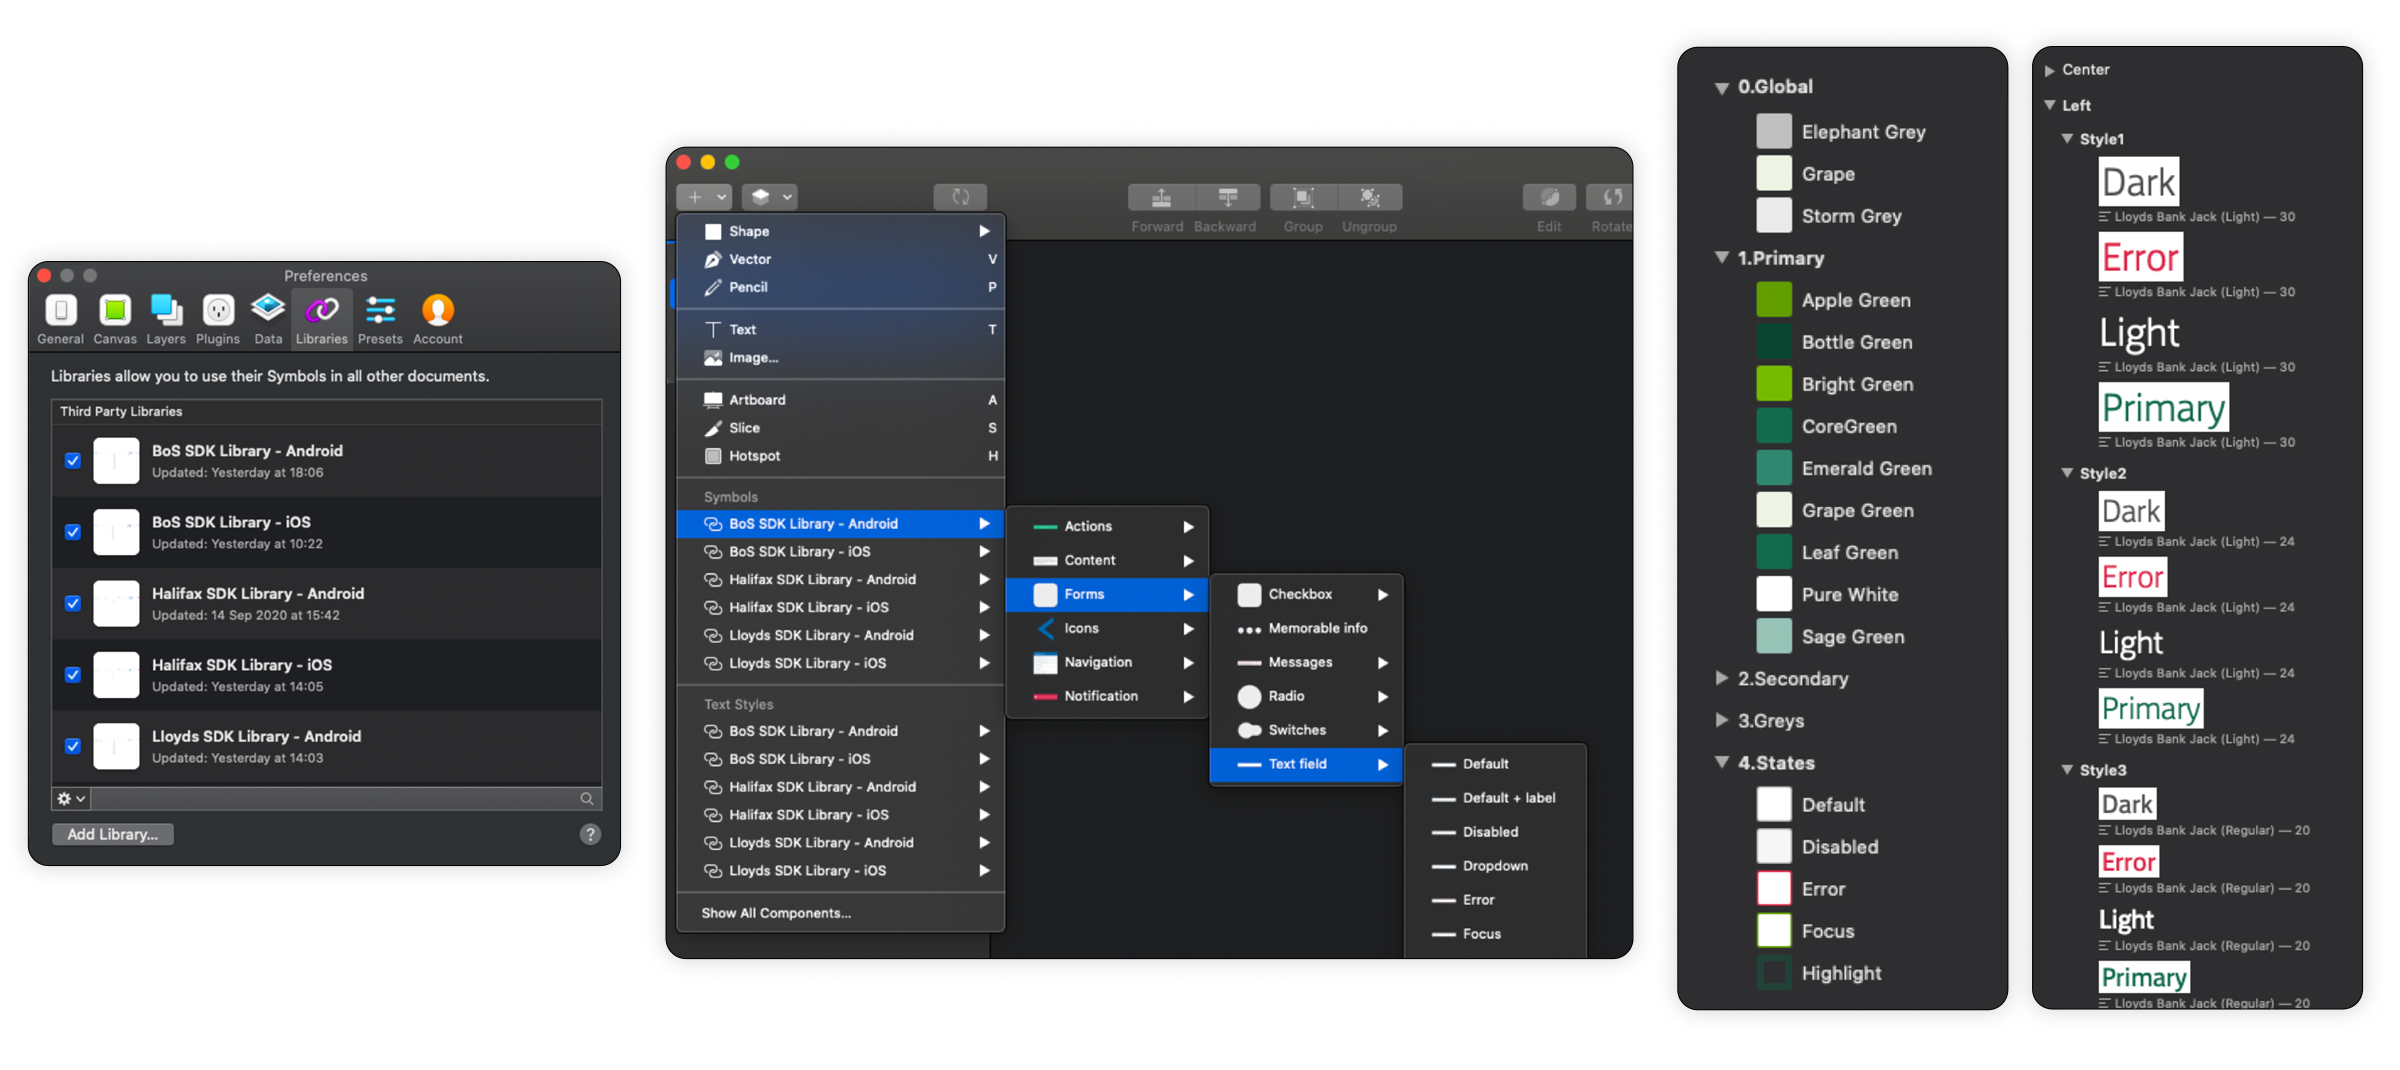 Preferences
General Canvas Layers Plugins Data Libraries Presets Account
Libraries allow you to use their Symbols in all other documents.
Third Party Libraries
BoS SDK Library - Android
Updated: Yesterday at 18:06
BoS SDK Library - iOS
Updated: Yesterday at 10:22
Halifax SDK Library - Android
Updated: 14 Sep 2020 at 15:42
Halifax SDK Library - iOS
Updated: Yesterday at 14:05
Lloyds SDK Library - Android
Updated: Yesterday at 14:03
Add Library...
?
Forward Backward Group Ungroup Edit Rotate
Shape
Vector V
Pencil P
Text T
Image...
Artboard A
Slice S
Hotspot H
Symbols
BoS SDK Library - Android
BoS SDK Library - iOS
Halifax SDK Library - Android
Halifax SDK Library - iOS
Lloyds SDK Library - Android
Lloyds SDK Library - iOS
Text Styles
BoS SDK Library - Android
BoS SDK Library - iOS
Halifax SDK Library - Android
Halifax SDK Library - iOS
Lloyds SDK Library - Android
Lloyds SDK Library - iOS
Show All Components...
Actions
Content
Forms
Icons
Navigation
Notification
Checkbox
Memorable info
Messages
Radio
Switches
Text field
Default
Default + label
Disabled
Dropdown
Error
Focus
0.Global
Elephant Grey
Grape
Storm Grey
1.Primary
Apple Green
Bottle Green
Bright Green
CoreGreen
Emerald Green
Grape Green
Leaf Green
Pure White
Sage Green
2.Secondary
3.Greys
4.States
Default
Disabled
Error
Focus
Highlight
Center
Left
Style1
Dark
Lloyds Bank Jack (Light) — 30
Error
Lloyds Bank Jack (Light) — 30
Light
Lloyds Bank Jack (Light) — 30
Primary
Lloyds Bank Jack (Light) — 30
Style2
Dark
Lloyds Bank Jack (Light) — 24
Error
Lloyds Bank Jack (Light) — 24
Light
Lloyds Bank Jack (Light) — 24
Primary
Lloyds Bank Jack (Light) — 24
Style3
Dark
Lloyds Bank Jack (Regular) — 20
Error
Lloyds Bank Jack (Regular) — 20
Light
Lloyds Bank Jack (Regular) — 20
Primary
Lloyds Bank Jack (Regular) — 20